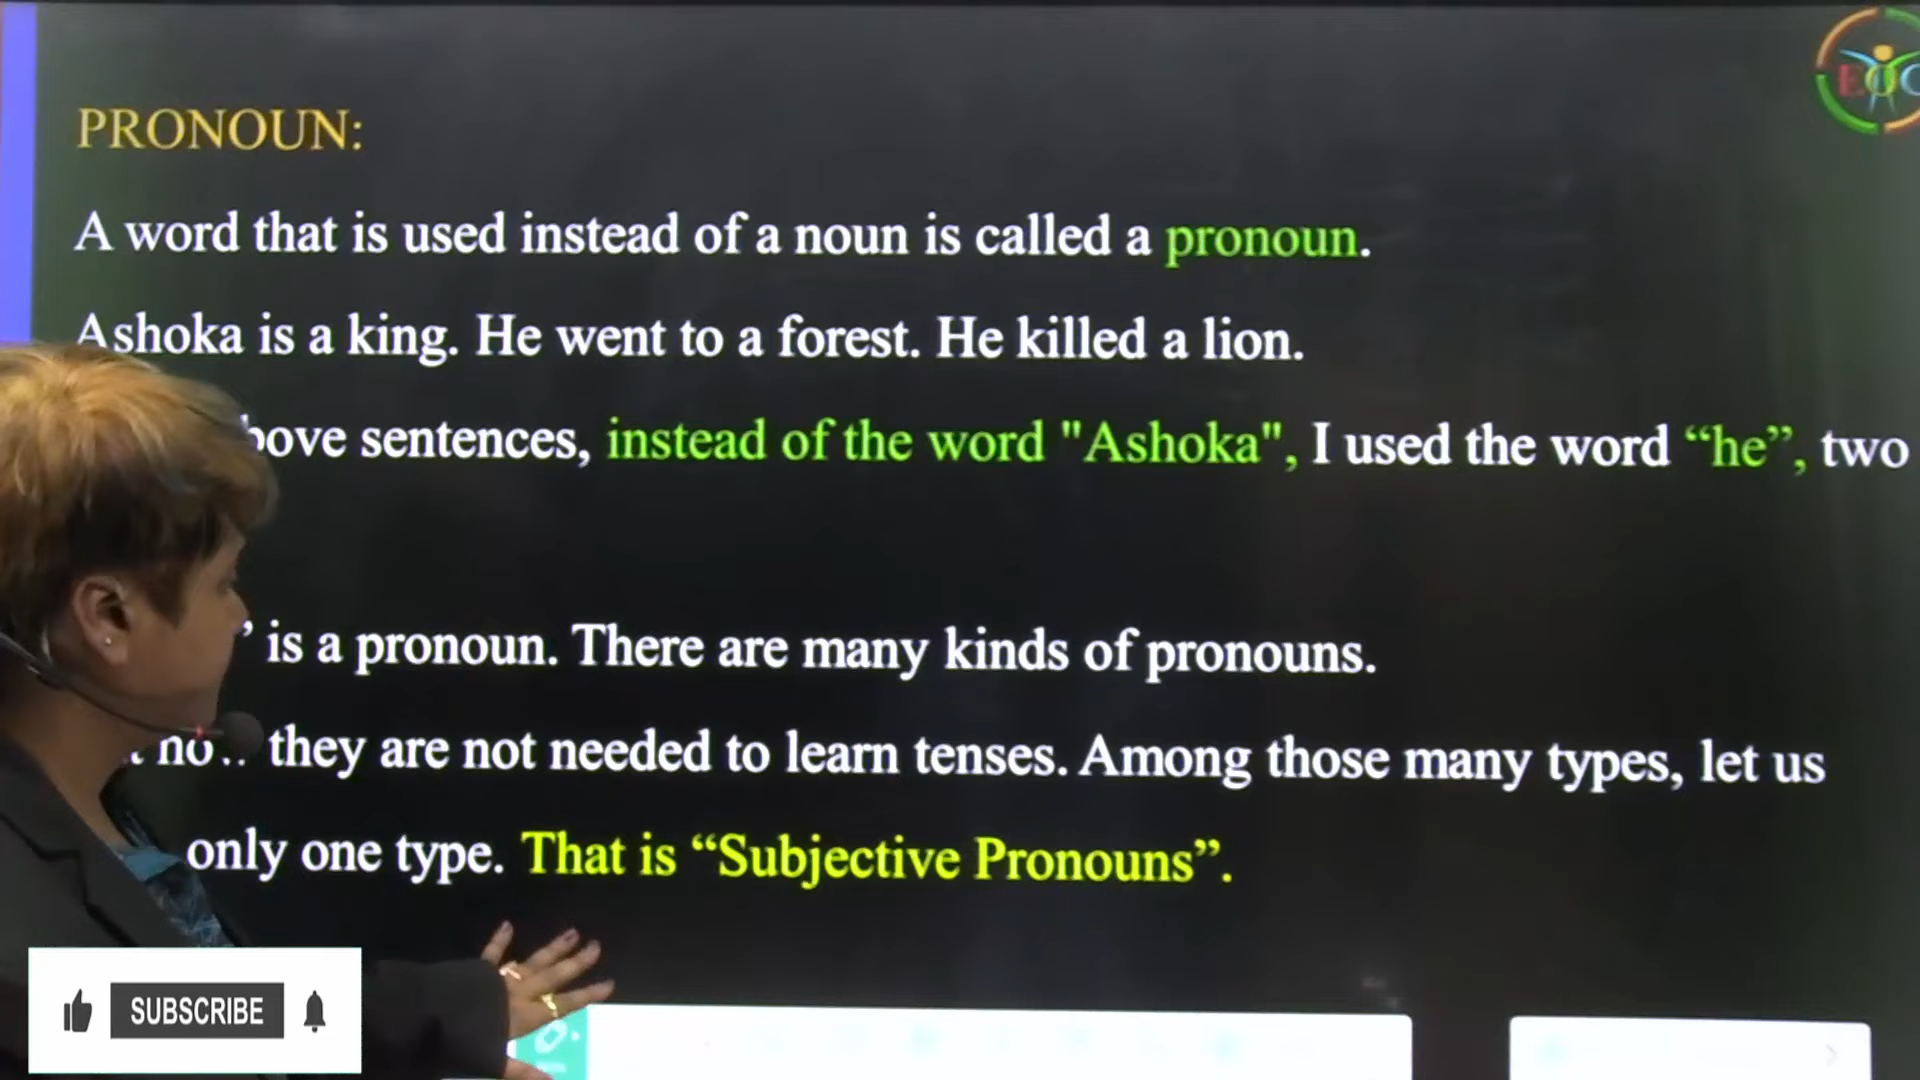 EOC
PRONOUN:
A word that is used instead of a noun is called a pronoun.
Ashoka is a king. He went to a forest. He killed a lion.
sentences, instead of the word "Ashoka", I used the word “he”, two
is a pronoun. There are many kinds of pronouns.
they are not needed to learn tenses. Among those many types, let us
only one type. That is “Subjective Pronouns”.
SUBSCRIBE